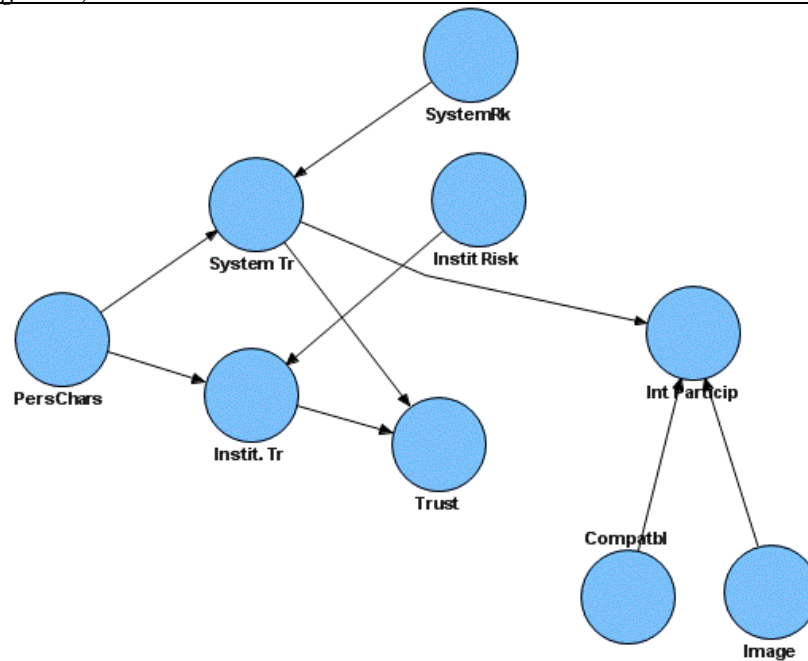 SystemRk
System Tr
Instit Risk
PersChars
Int Particip
Instit. Tr
Trust
Compatbl
Image